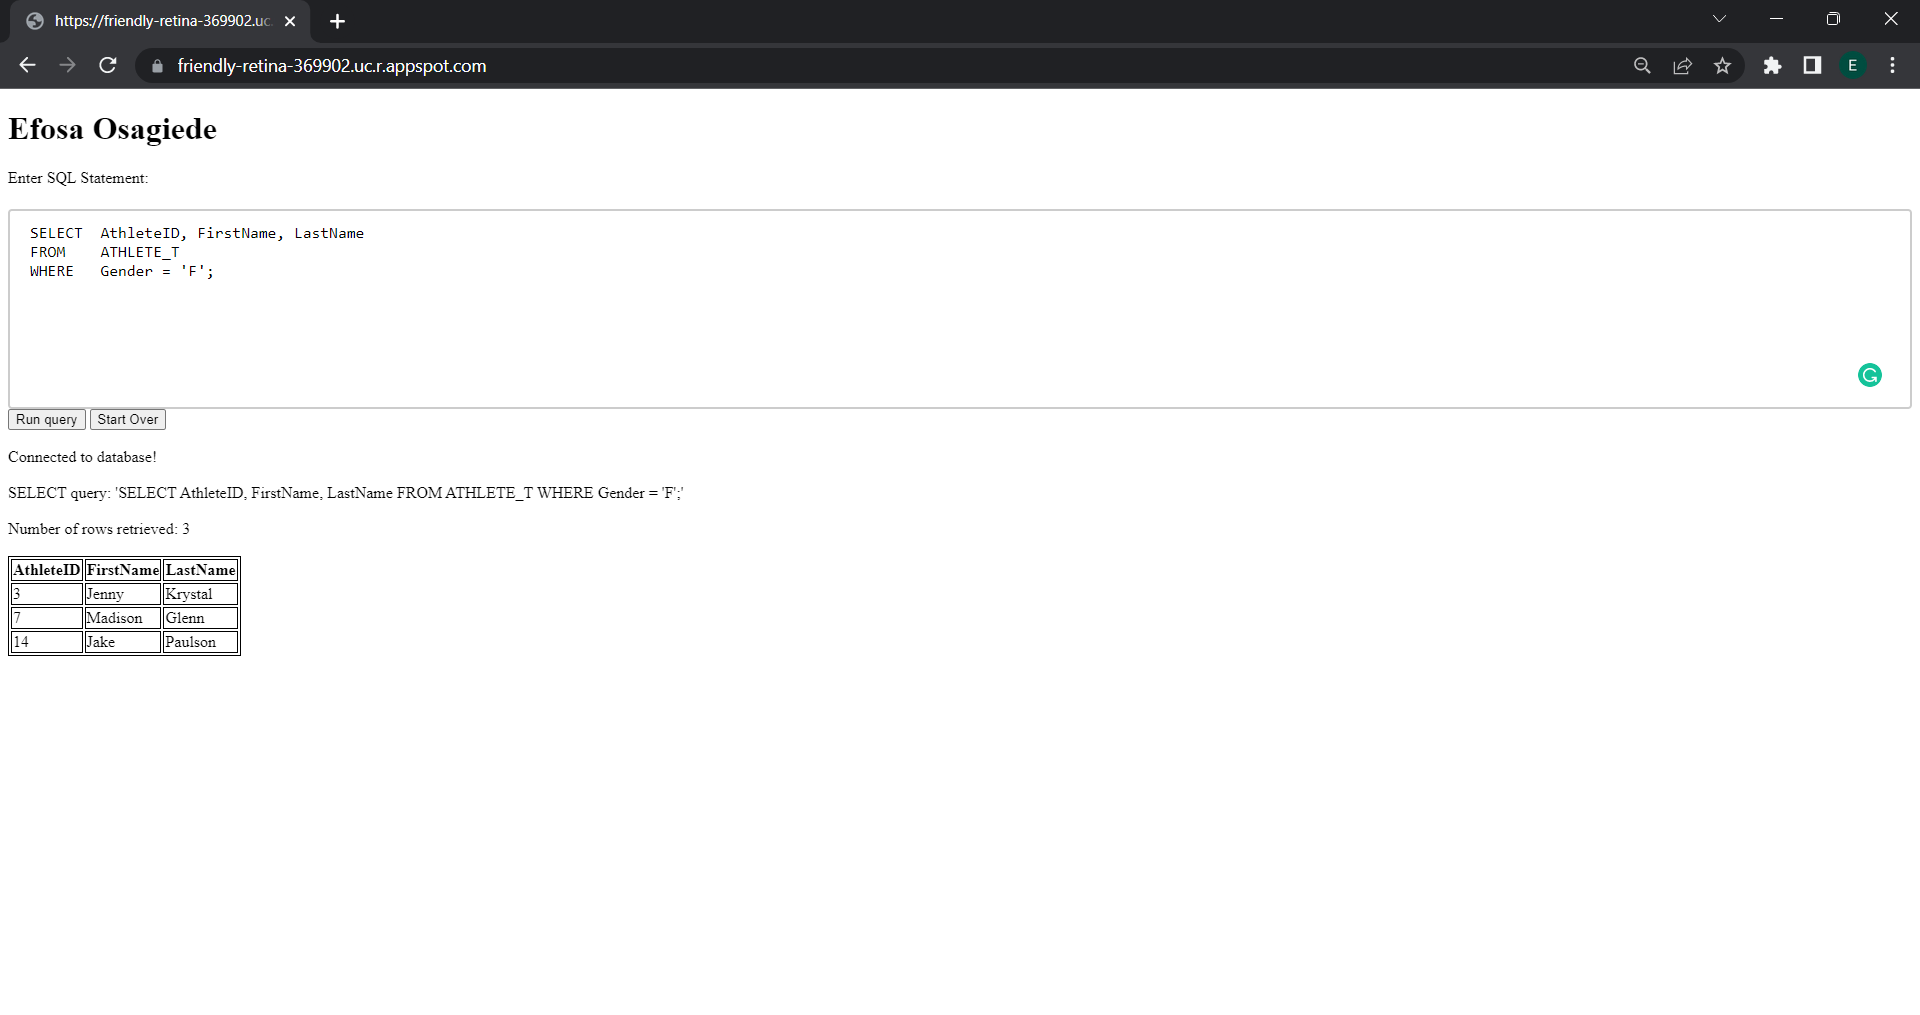 https://friendly-retina-369902.uc.
friendly-retina-369902.uc.r.appspot.com
E
Efosa Osagiede
Enter SQL Statement:
SELECT  AthleteID, FirstName, LastName
FROM    ATHLETE_T
WHERE   Gender = 'F';
Run query Start Over
Connected to database!
SELECT query: 'SELECT AthleteID, FirstName, LastName FROM ATHLETE_T WHERE Gender = 'F';'
Number of rows retrieved: 3
AthleteID FirstName LastName
3 Jenny Krystal
7 Madison Glenn
14 Jake Paulson